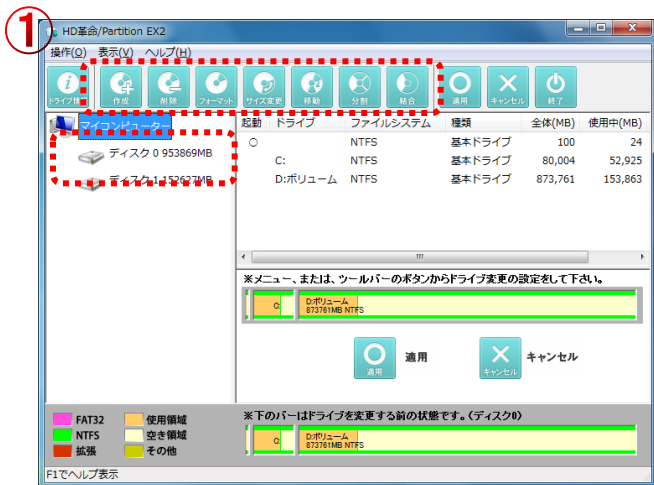 ①
HD革命/Partition EX2
操作(O) 表示(V) ヘルプ(H)
ドライブ情 作成 削除 フォーマット サイズ変更 移動 分割 結合 適用 キャンセル 終了
マイコンピューター
ディスク 0 953869MB
ディスク 1 152627MB
起動 ドライブ ファイルシステム 種類 全体(MB) 使用中(MB)
○ NTFS 基本ドライブ 100 24
C: NTFS 基本ドライブ 80,004 52,925
D:ボリューム NTFS 基本ドライブ 873,761 153,863
※メニュー、または、ツールバーのボタンからドライブ変更の設定をして下さい。
C: D:ボリューム
873761MB NTFS
適用 適用 キャンセル キャンセル
※下のバーはドライブを変更する前の状態です。(ディスク0)
C: D:ボリューム
873761MB NTFS
FAT32 使用領域
NTFS 空き領域
拡張 その他
F1でヘルプ表示